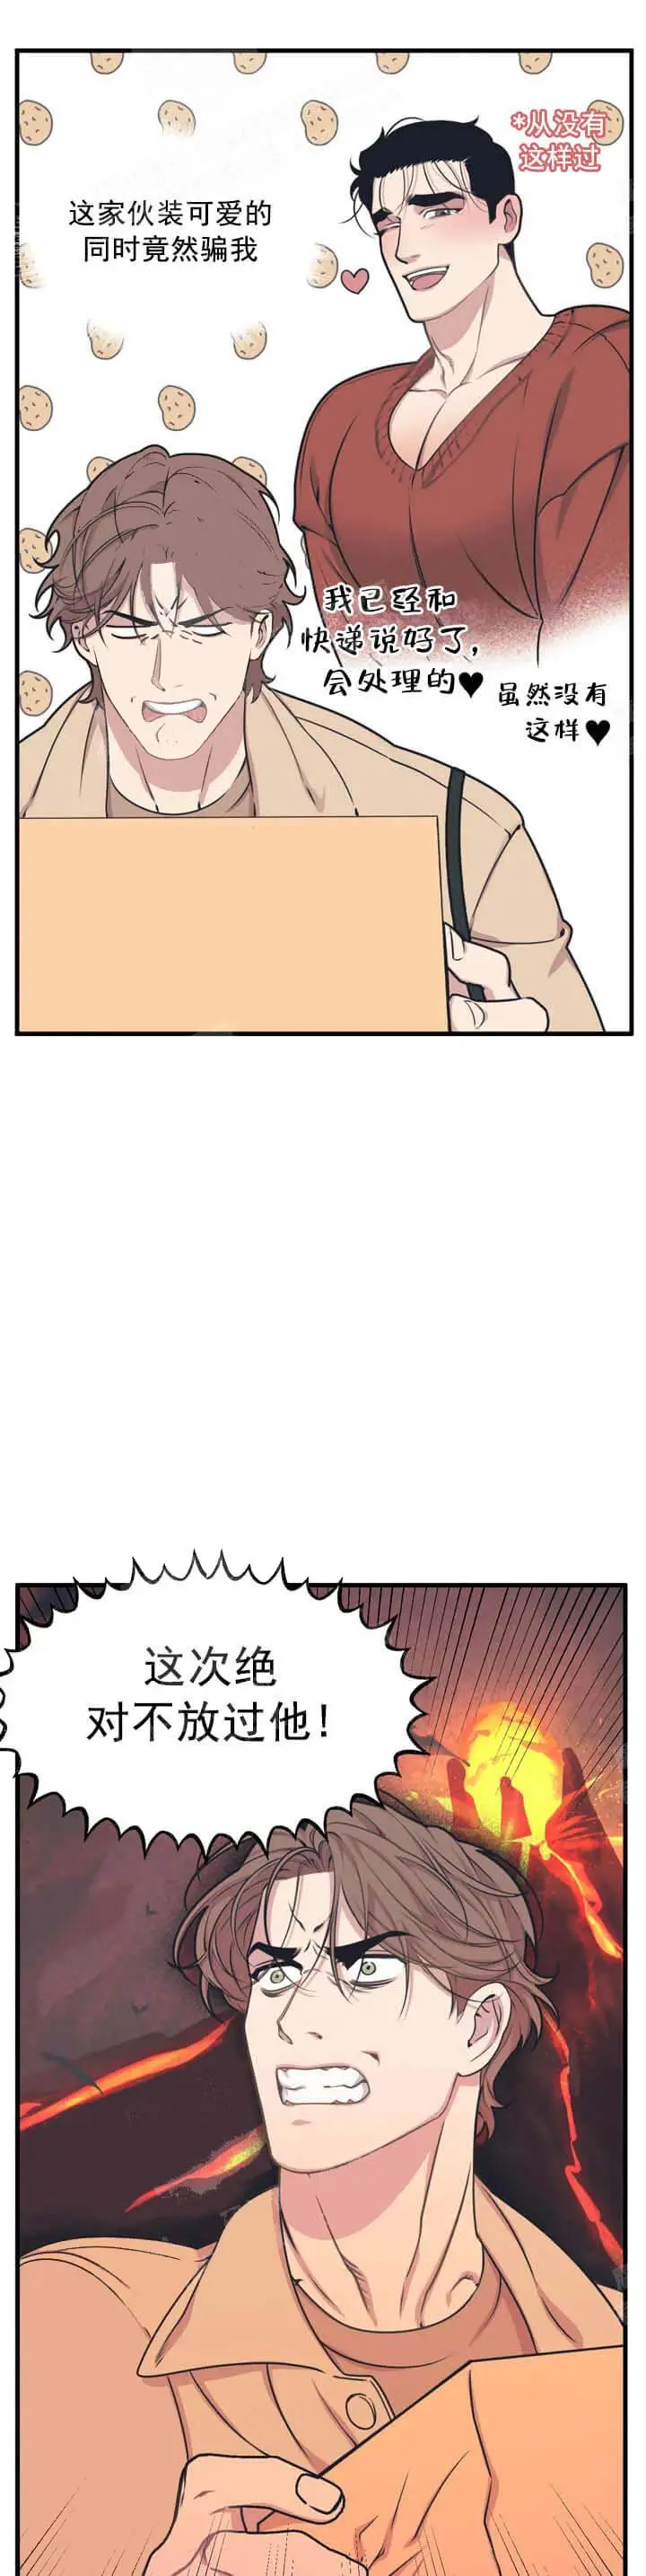 *从没有
这样过
这家伙装可爱的
同时竟然骗我
我已经和
快递说好了,
会处理的♥
虽然没有
这样♥
这次绝
对不放过他!